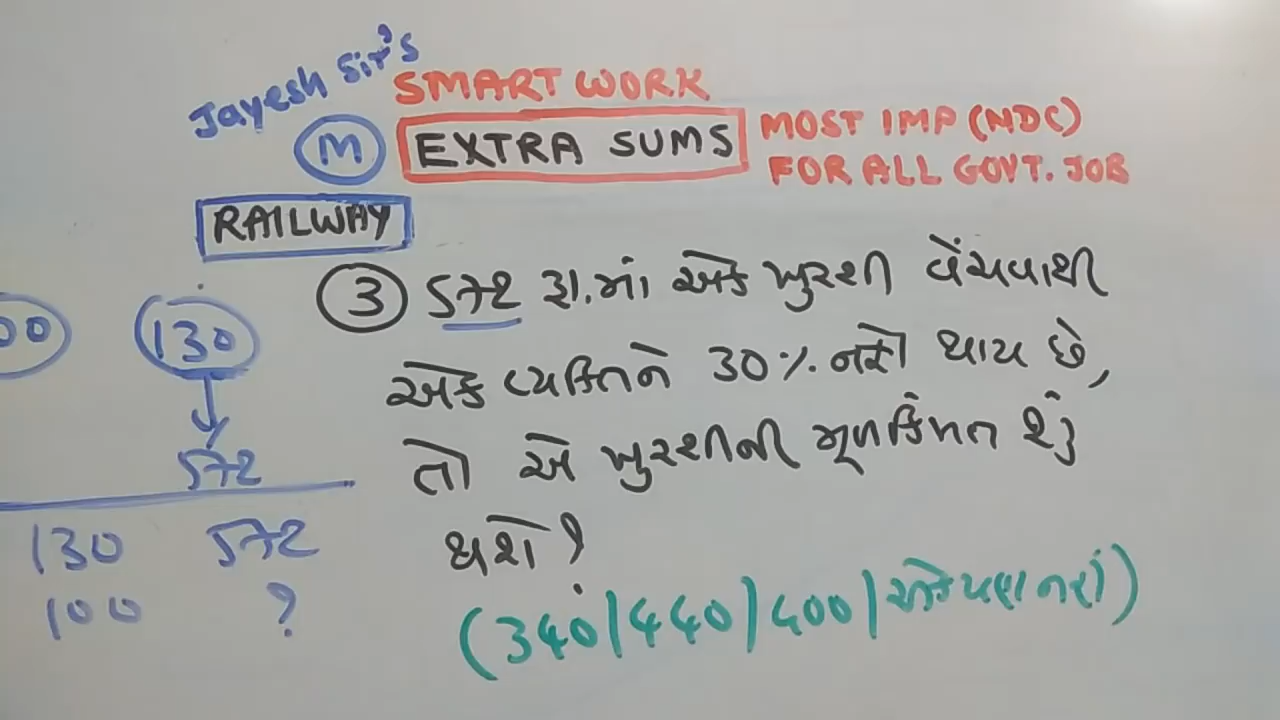 Jayesh Sir's
SMART WORK
M EXTRA SUMS MOST IMP (NDC)
FOR ALL GOVT. JOB
RAILWAY
3 572 રૂા.માં એક ખુરશી વેંચવાથી
એક વ્યક્તિને 30% નફો થાય છે,
તો એ ખુરશીની મૂળકિંમત શું
થશે?
(340/440/400/એકપણ નહીં)
00 130
572
130 572
100 ?